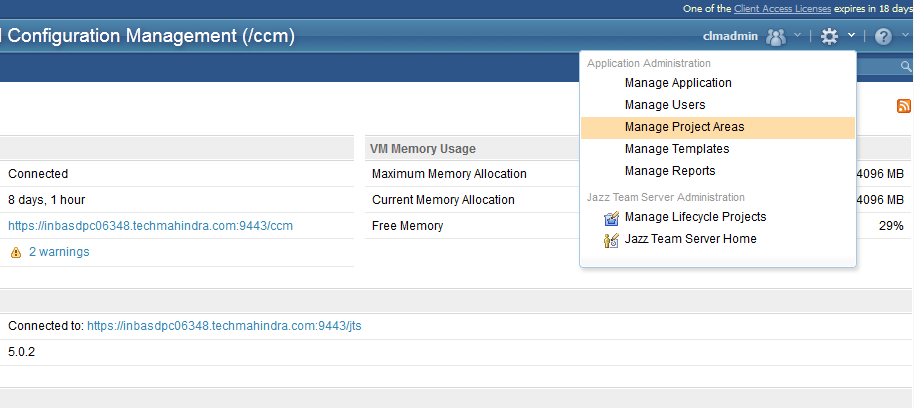 One of the Client Access Licenses expires in 18 days
Configuration Management (/ccm)
clmadmin
Application Administration
Manage Application
Manage Users
Manage Project Areas
Manage Templates
Manage Reports
Jazz Team Server Administration
Manage Lifecycle Projects
Jazz Team Server Home
VM Memory Usage
Connected
Maximum Memory Allocation
4096 MB
8 days, 1 hour
Current Memory Allocation
4096 MB
https://inbasdpc06348.techmahindra.com:9443/ccm
Free Memory
29%
2 warnings
Connected to: https://inbasdpc06348.techmahindra.com:9443/jts
5.0.2